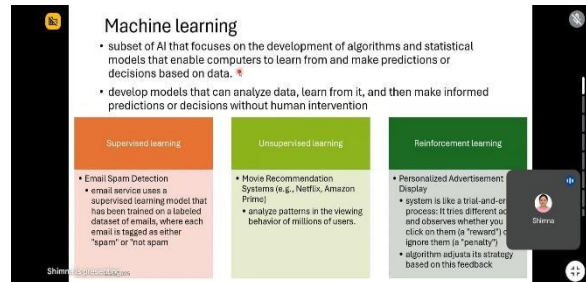 Machine learning
• subset of AI that focuses on the development of algorithms and statistical
models that enable computers to learn from and make predictions or
decisions based on data.
• develop models that can analyze data, learn from it, and then make informed
predictions or decisions without human intervention
Supervised learning
• Email Spam Detection
• email service uses a
supervised learning model that
has been trained on a labeled
dataset of emails, where each
email is tagged as either
"spam" or "not spam
Unsupervised learning
• Movie Recommendation
Systems (e.g., Netflix, Amazon
Prime)
• analyze patterns in the viewing
behavior of millions of users.
Reinforcement learning
• Personalized Advertisement
Display
• system is like a trial-and-er
process: It tries different ad
and observes whether you
click on them (a "reward")
ignore them (a "penalty")
• algorithm adjusts its strategy
based on this feedback
Shimna